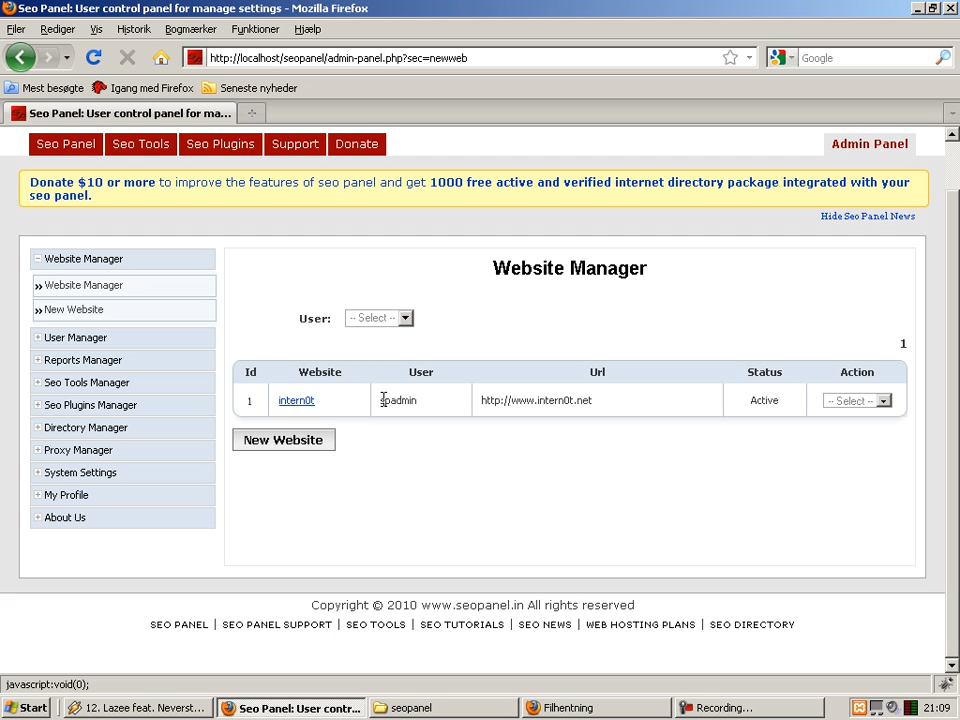 Seo Panel: User control panel for manage settings - Mozilla Firefox
Filer Rediger Vis Historik Bogmærker Funktioner Hjælp
http://localhost/seopanel/admin-panel.php?sec=newweb
Google
Mest besøgte Igang med Firefox Seneste nyheder
Seo Panel: User control panel for ma...
Seo Panel Seo Tools Seo Plugins Support Donate Admin Panel
Donate $10 or more to improve the features of seo panel and get 1000 free active and verified internet directory package integrated with your
seo panel.
Hide Seo Panel News
Website Manager
Website Manager
New Website
User Manager
Reports Manager
Seo Tools Manager
Seo Plugins Manager
Directory Manager
Proxy Manager
System Settings
My Profile
About Us
Website Manager
User: -- Select --
1
Id Website User Url Status Action
1 intern0t spadmin http://www.intern0t.net Active -- Select --
New Website
Copyright © 2010 www.seopanel.in All rights reserved
SEO PANEL | SEO PANEL SUPPORT | SEO TOOLS | SEO TUTORIALS | SEO NEWS | WEB HOSTING PLANS | SEO DIRECTORY
javascript:void(0);
Start 12. Lazee feat. Neverst... Seo Panel: User contr... seopanel Filhentning Recording... 21:09